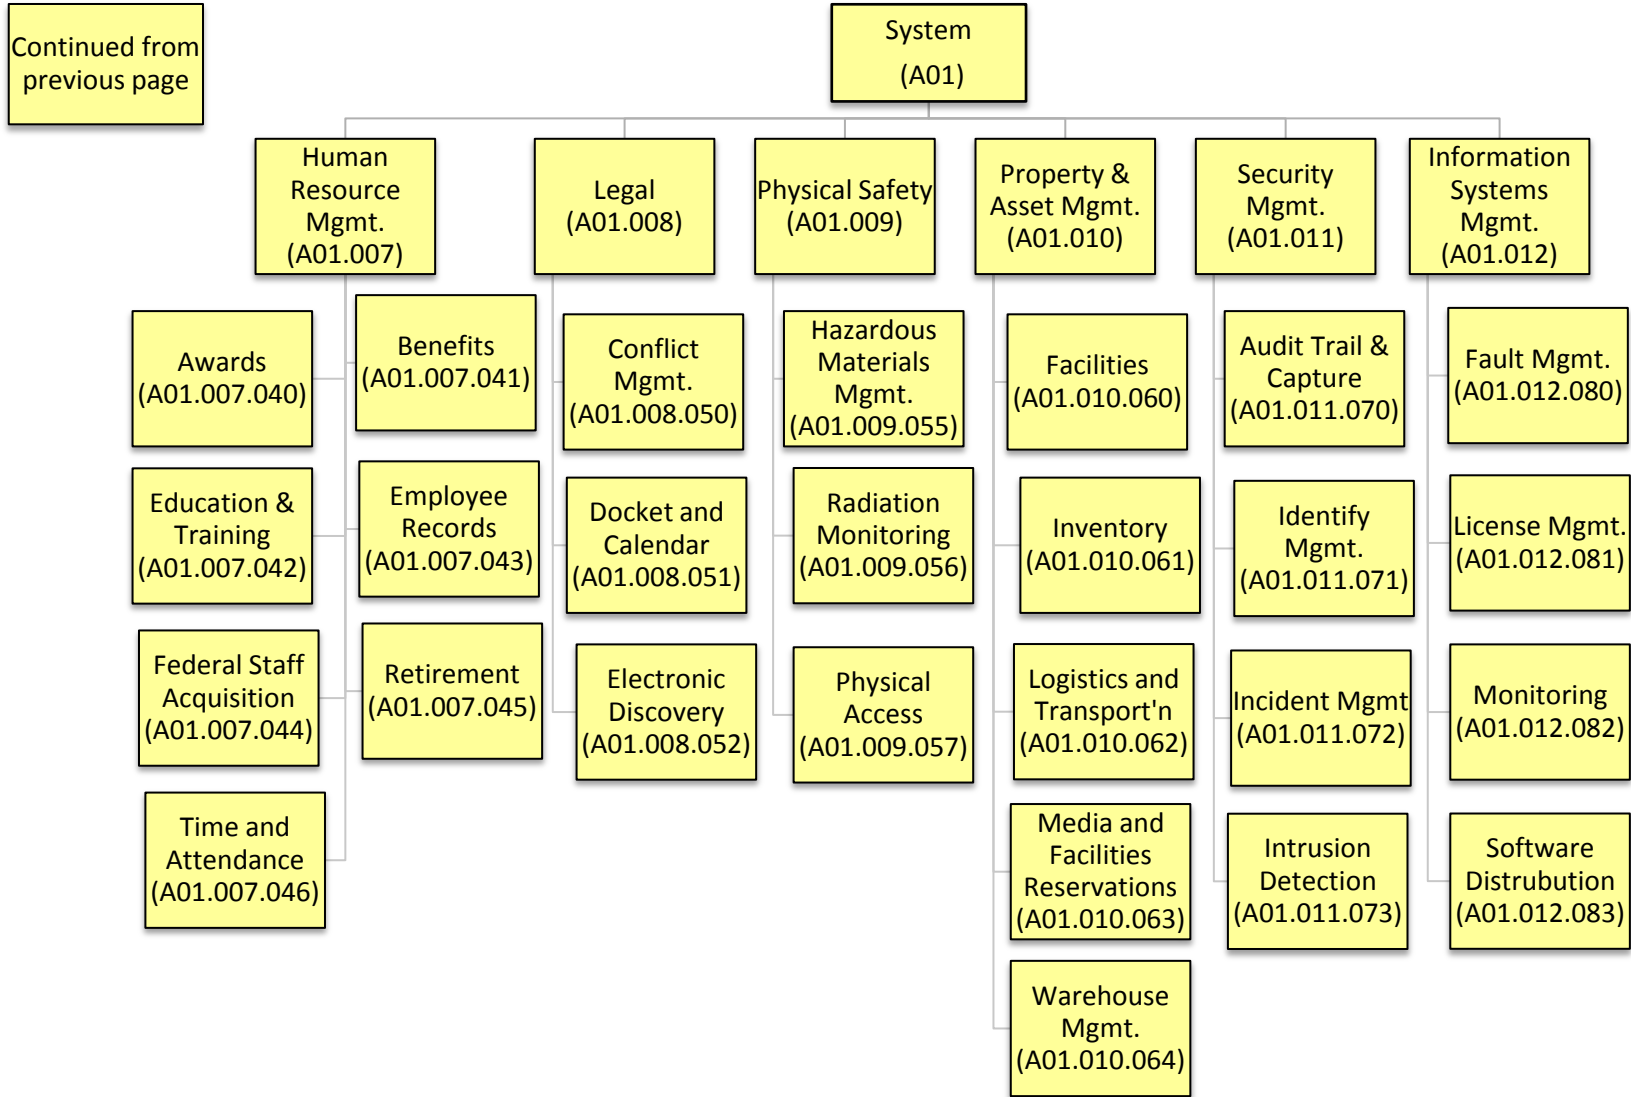 Continued from
previous page
System
(A01)
Human
Resource
Mgmt.
(A01.007)
Legal
(A01.008)
Physical Safety
(A01.009)
Property &
Asset Mgmt.
(A01.010)
Security
Mgmt.
(A01.011)
Information
Systems
Mgmt.
(A01.012)
Awards
(A01.007.040)
Benefits
(A01.007.041)
Education &
Training
(A01.007.042)
Employee
Records
(A01.007.043)
Federal Staff
Acquisition
(A01.007.044)
Retirement
(A01.007.045)
Time and
Attendance
(A01.007.046)
Conflict
Mgmt.
(A01.008.050)
Docket and
Calendar
(A01.008.051)
Electronic
Discovery
(A01.008.052)
Hazardous
Materials
Mgmt.
(A01.009.055)
Radiation
Monitoring
(A01.009.056)
Physical
Access
(A01.009.057)
Facilities
(A01.010.060)
Inventory
(A01.010.061)
Logistics and
Transport'n
(A01.010.062)
Media and
Facilities
Reservations
(A01.010.063)
Warehouse
Mgmt.
(A01.010.064)
Audit Trail &
Capture
(A01.011.070)
Identify
Mgmt.
(A01.011.071)
Incident Mgmt
(A01.011.072)
Intrusion
Detection
(A01.011.073)
Fault Mgmt.
(A01.012.080)
License Mgmt.
(A01.012.081)
Monitoring
(A01.012.082)
Software
Distrubution
(A01.012.083)